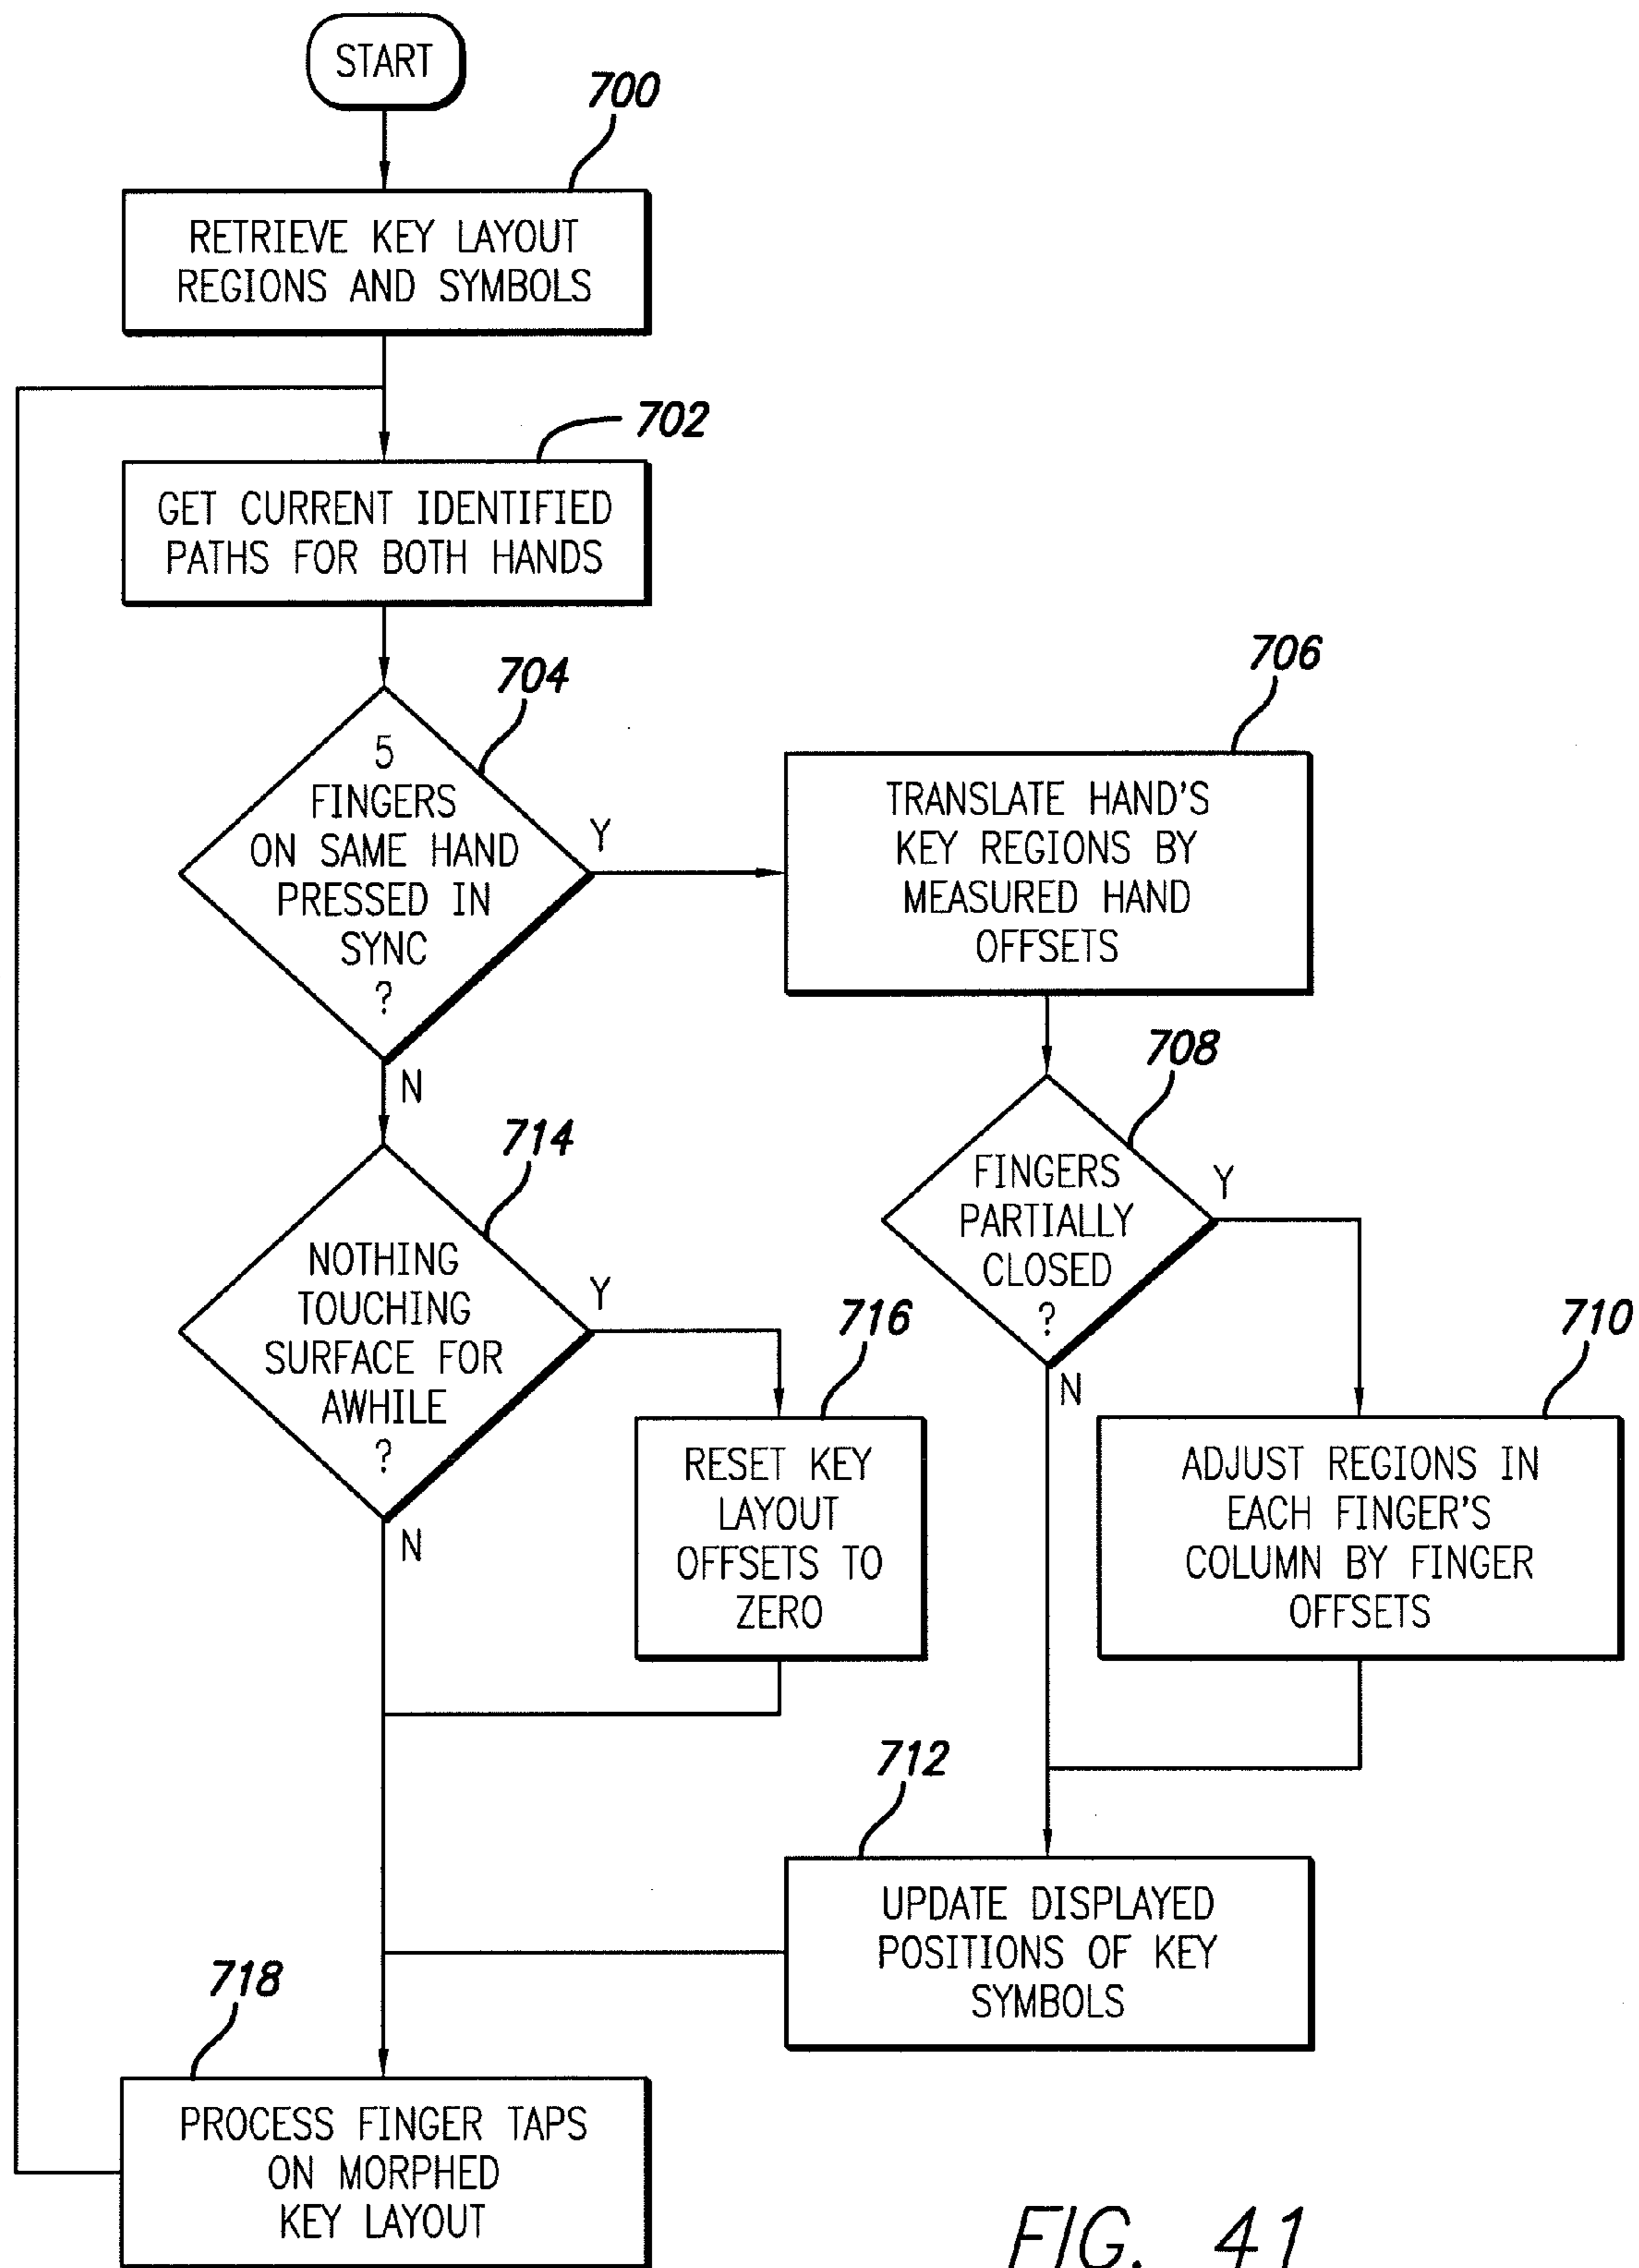 START
700
RETRIEVE KEY LAYOUT
REGIONS AND SYMBOLS
702
GET CURRENT IDENTIFIED
PATHS FOR BOTH HANDS
704
5
FINGERS
ON SAME HAND
PRESSED IN
SYNC
?
Y
N
706
TRANSLATE HAND'S
KEY REGIONS BY
MEASURED HAND
OFFSETS
708
FINGERS
PARTIALLY
CLOSED
?
Y
N
710
ADJUST REGIONS IN
EACH FINGER'S
COLUMN BY FINGER
OFFSETS
714
NOTHING
TOUCHING
SURFACE FOR
AWHILE
?
Y
N
716
RESET KEY
LAYOUT
OFFSETS TO
ZERO
712
UPDATE DISPLAYED
POSITIONS OF KEY
SYMBOLS
718
PROCESS FINGER TAPS
ON MORPHED
KEY LAYOUT
FIG. 41